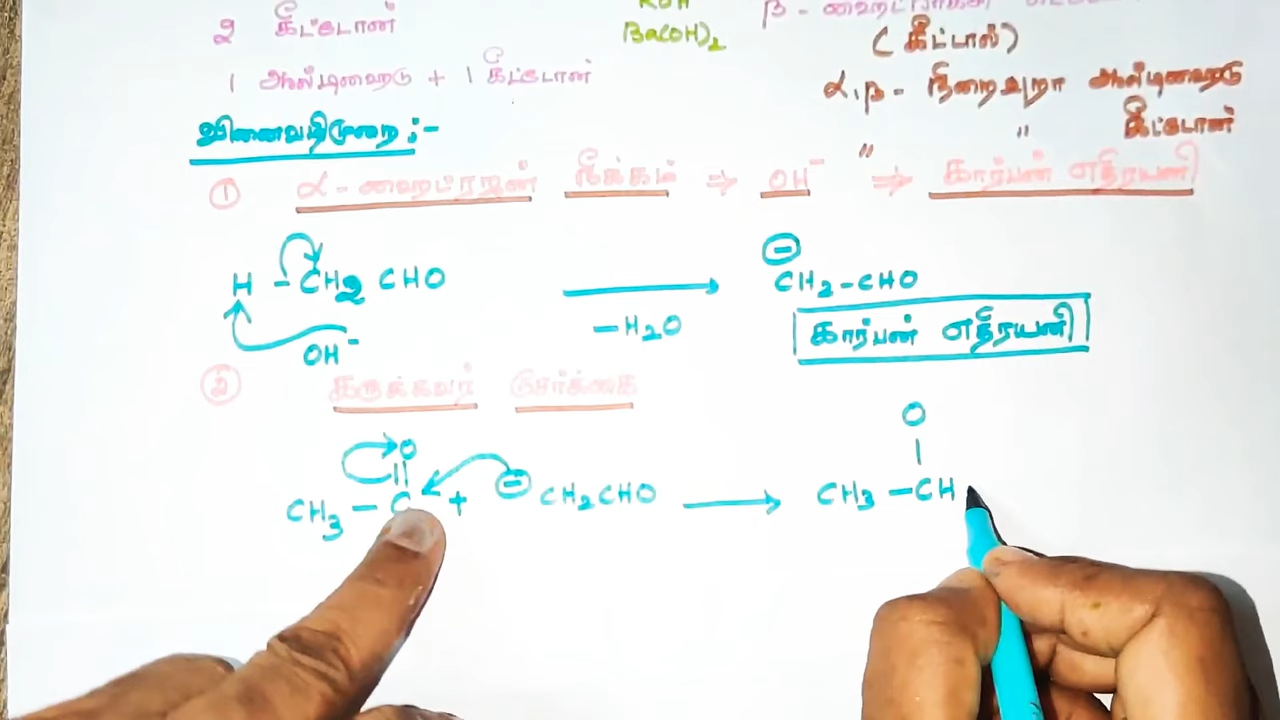 2 கீட்டோன்
KOH
β - ஹைட்ராக்ஸி
Ba(OH)2
(கீட்டால்)
1 ஆல்டிஹைடு + 1 கீட்டோன்
α,β - நிறைவுறா ஆல்டிஹைடு
" கீட்டோன்
வினைவழிமுறை :-
① α - ஹைட்ரஜன் நீக்கம் ⇒ OH⁻ " ⇒ கார்பன் எதிரயனி
H - CH2 CHO → ⊖CH2 - CHO
OH⁻ -H2O கார்பன் எதிரயனி
② கருக்கவர் சேர்க்கை
O O
CH3 - C + ⊖ CH2CHO → CH3 - CH